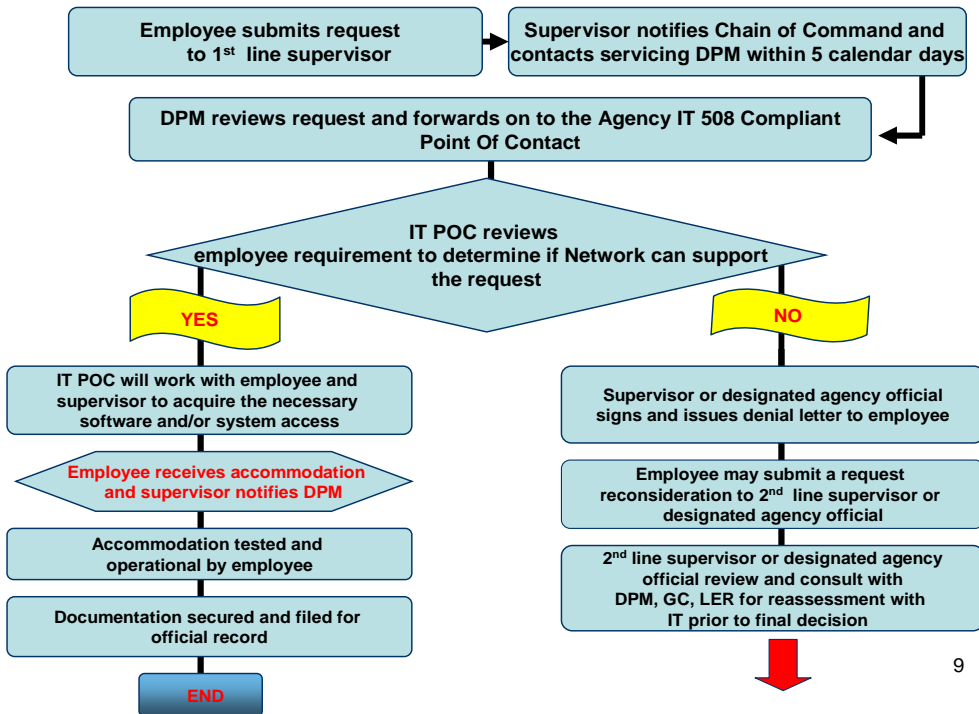 Employee submits request
to 1st line supervisor
Supervisor notifies Chain of Command and
contacts servicing DPM within 5 calendar days
DPM reviews request and forwards on to the Agency IT 508 Compliant
Point Of Contact
IT POC reviews
employee requirement to determine if Network can support
the request
YES
IT POC will work with employee and
supervisor to acquire the necessary
software and/or system access
Employee receives accommodation
and supervisor notifies DPM
Accommodation tested and
operational by employee
Documentation secured and filed for
official record
END
NO
Supervisor or designated agency official
signs and issues denial letter to employee
Employee may submit a request
reconsideration to 2nd line supervisor or
designated agency official
2nd line supervisor or designated agency
official review and consult with
DPM, GC, LER for reassessment with
IT prior to final decision
9